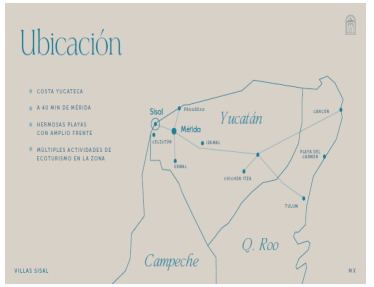 Ubicación
COSTA YUCATECA
A 40 MIN DE MÉRIDA
HERMOSAS PLAYAS
CON AMPLIO FRENTE
MÚLTIPLES ACTIVIDADES DE
ECOTURISMO EN LA ZONA
Sisal
PROGRESO
Yucatán
CANCÚN
Mérida
CELESTÚN
IZAMAL
UXMAL
CHICHÉN ITZÁ
PLAYA DEL
CARMEN
TULUM
Q. Roo
Campeche
VILLAS SISAL
MX